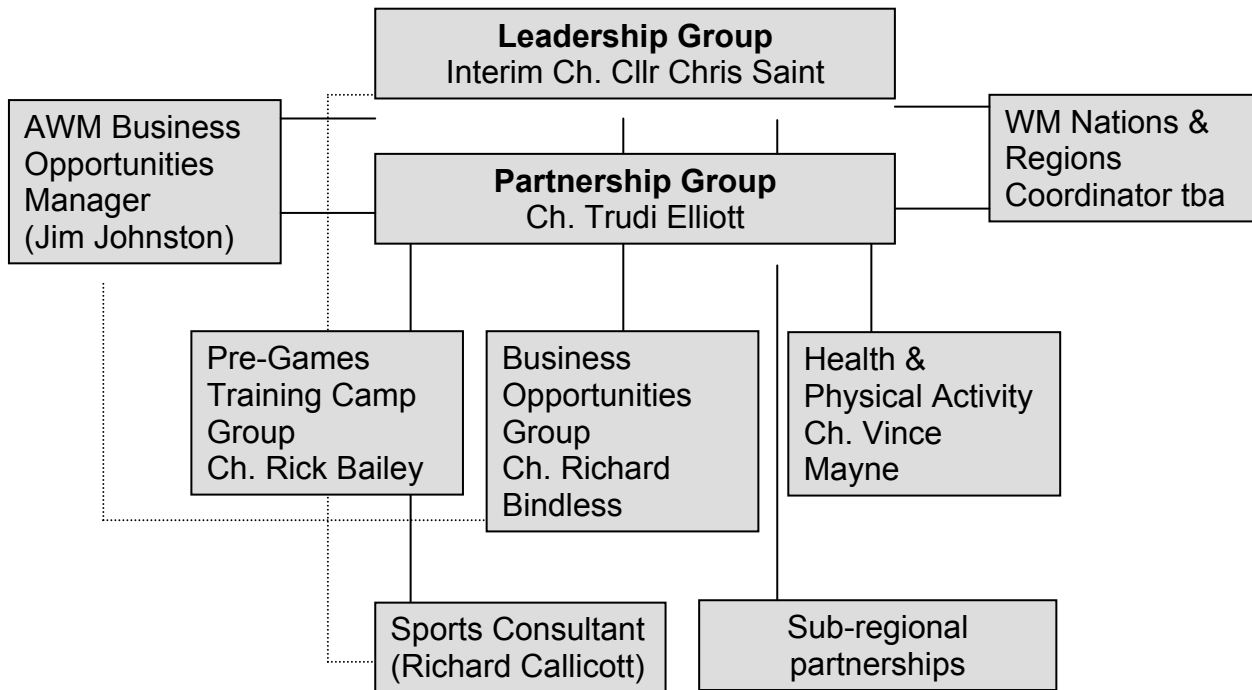 Leadership Group
Interim Ch. Cllr Chris Saint
AWM Business
Opportunities
Manager
(Jim Johnston)
WM Nations &
Regions
Coordinator tba
Partnership Group
Ch. Trudi Elliott
Pre-Games
Training Camp
Group
Ch. Rick Bailey
Business
Opportunities
Group
Ch. Richard
Bindless
Health &
Physical Activity
Ch. Vince
Mayne
Sports Consultant
(Richard Callicott)
Sub-regional
partnerships